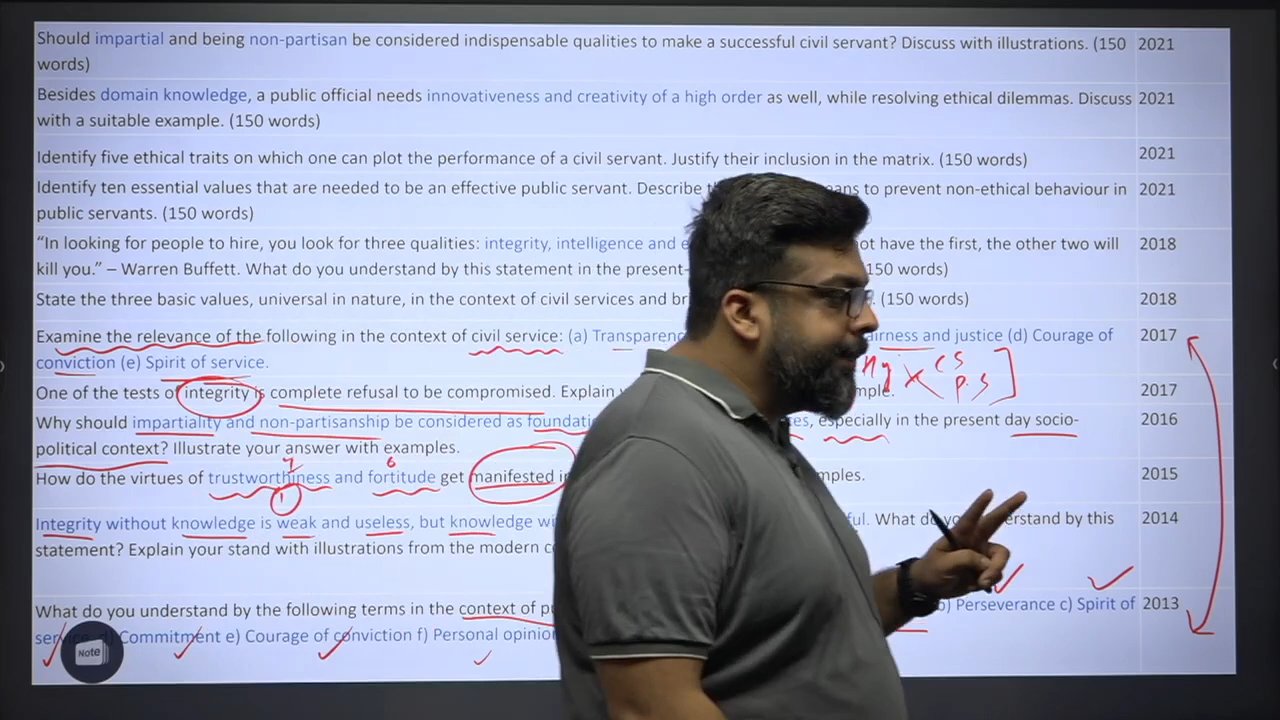 Should impartial and being non-partisan be considered indispensable qualities to make a successful civil servant? Discuss with illustrations. (150 2021
words)
Besides domain knowledge, a public official needs innovativeness and creativity of a high order as well, while resolving ethical dilemmas. Discuss 2021
with a suitable example. (150 words)
Identify five ethical traits on which one can plot the performance of a civil servant. Justify their inclusion in the matrix. (150 words) 2021
Identify ten essential values that are needed to be an effective public servant. Describe to prevent non-ethical behaviour in 2021
public servants. (150 words)
“In looking for people to hire, you look for three qualities: integrity, intelligence and have the first, the other two will 2018
kill you.” – Warren Buffett. What do you understand by this statement in the present- 150 words)
State the three basic values, universal in nature, in the context of civil services and (150 words) 2018
Examine the relevance of the following in the context of civil service: (a) and justice (d) Courage of 2017
conviction (e) Spirit of service.
CS
P.S
One of the tests of integrity is complete refusal to be compromised. Explain 2017
Why should impartiality and non-partisanship be considered as especially in the present day socio- 2016
political context? Illustrate your answer with examples.
How do the virtues of trustworthiness and fortitude get manifested 2015
1
Integrity without knowledge is weak and useless, but knowledge What do you understand by this 2014
statement? Explain your stand with illustrations from the modern
What do you understand by the following terms in the context of b) Perseverance c) Spirit of 2013
Commitment e) Courage of conviction f) Personal
Note